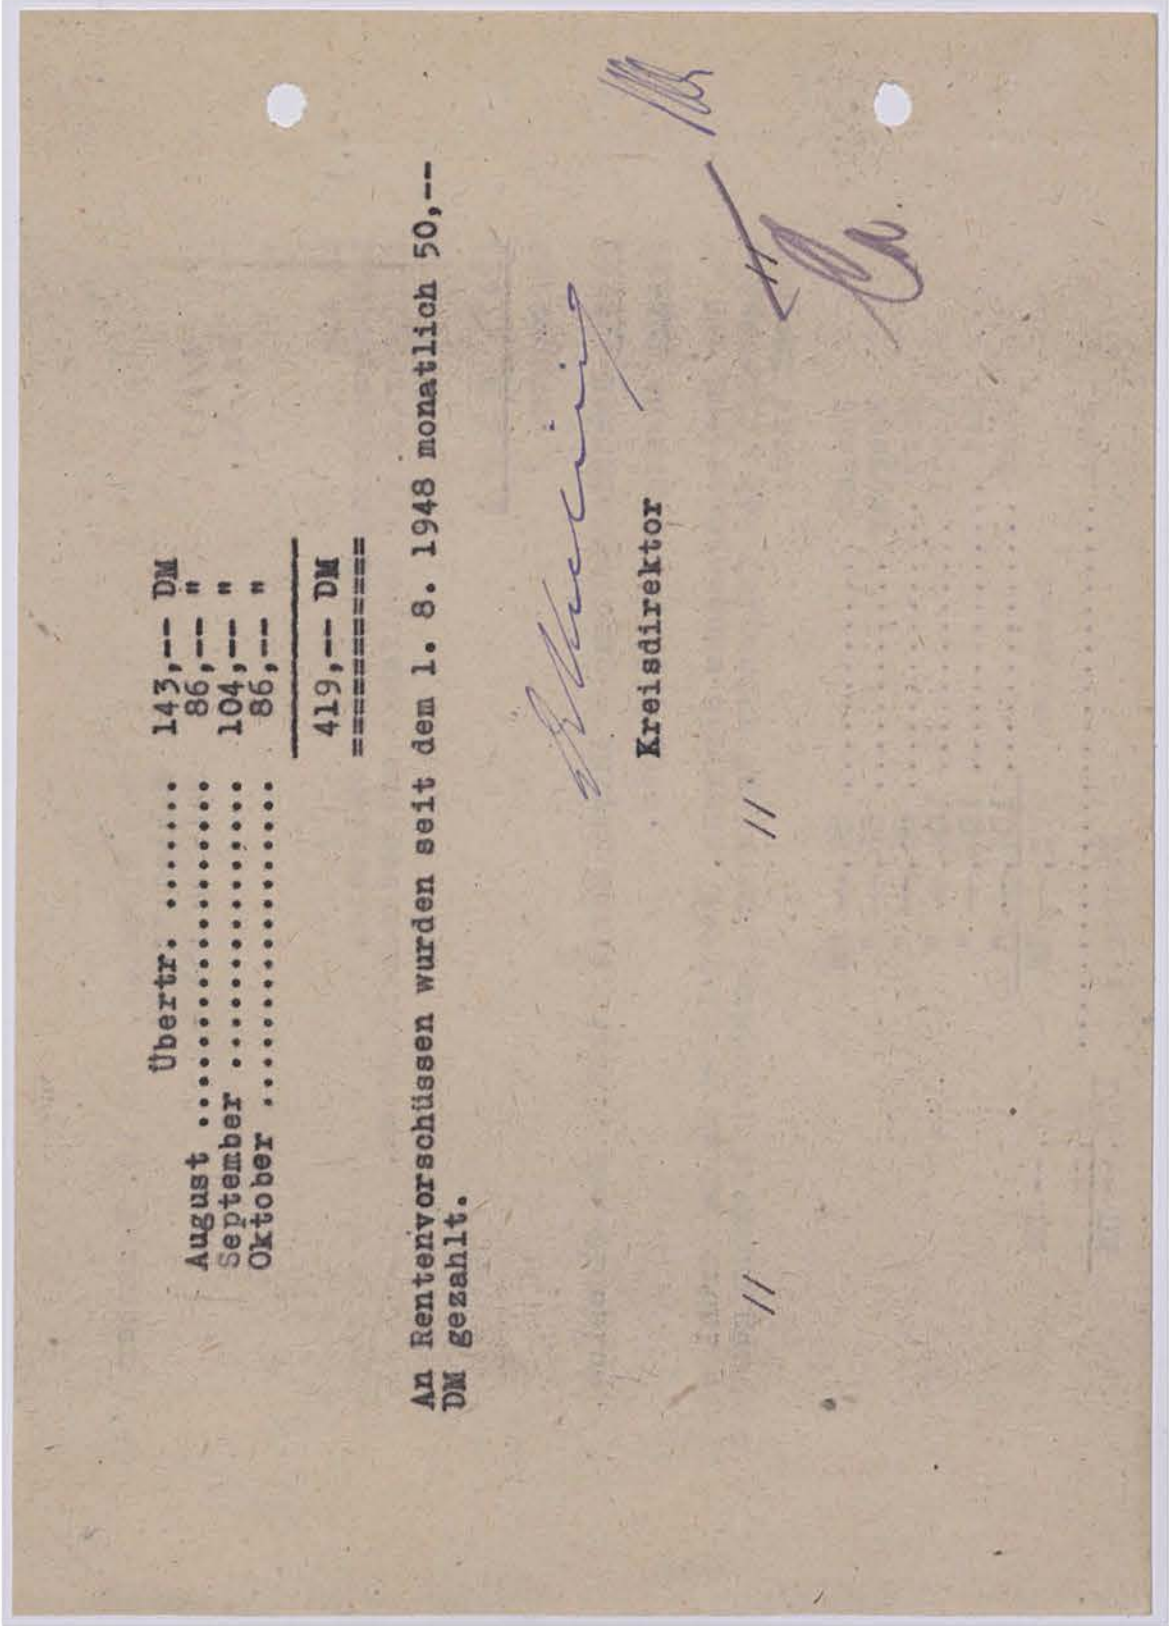 Übertr. ....... 143,-- DM
August .................... 86,-- "
September ................. 104,-- "
Oktober ................... 86,-- "
419,-- DM
==========
An Rentenvorschüssen wurden seit dem 1. 8. 1948 monatlich 50,--
DM gezahlt.
Kreisdirektor